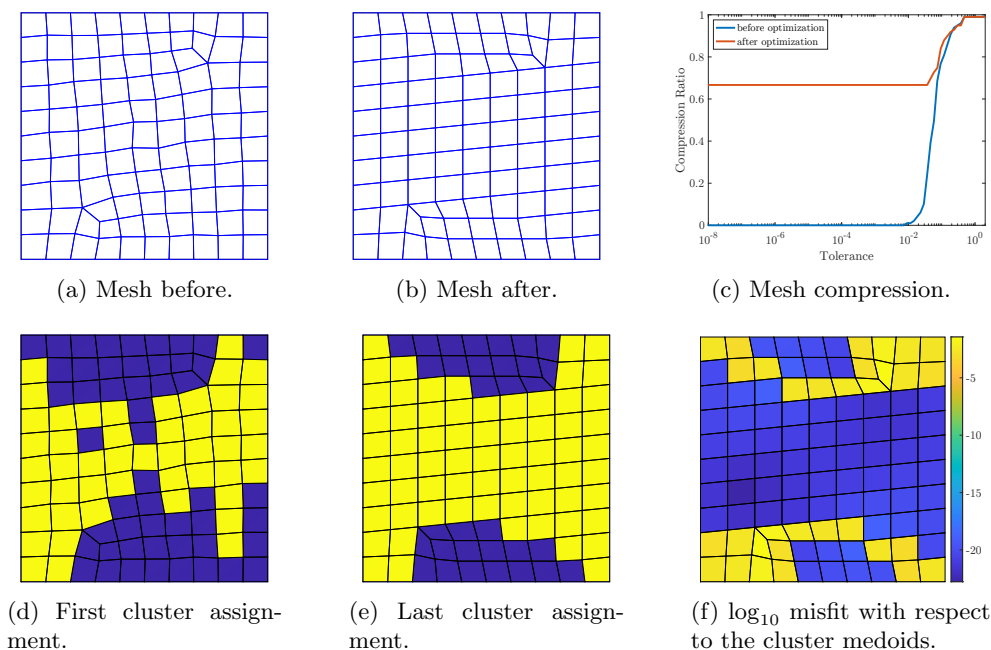 before optimization
after optimization
Compression Ratio
1
0.8
0.6
0.4
0.2
0
10^-8
10^-6
10^-4
10^-2
10^0
Tolerance
(a) Mesh before.
(b) Mesh after.
(c) Mesh compression.
-5
-10
-15
-20
(d) First cluster assign-
ment.
(e) Last cluster assign-
ment.
(f) log10 misfit with respect
to the cluster medoids.